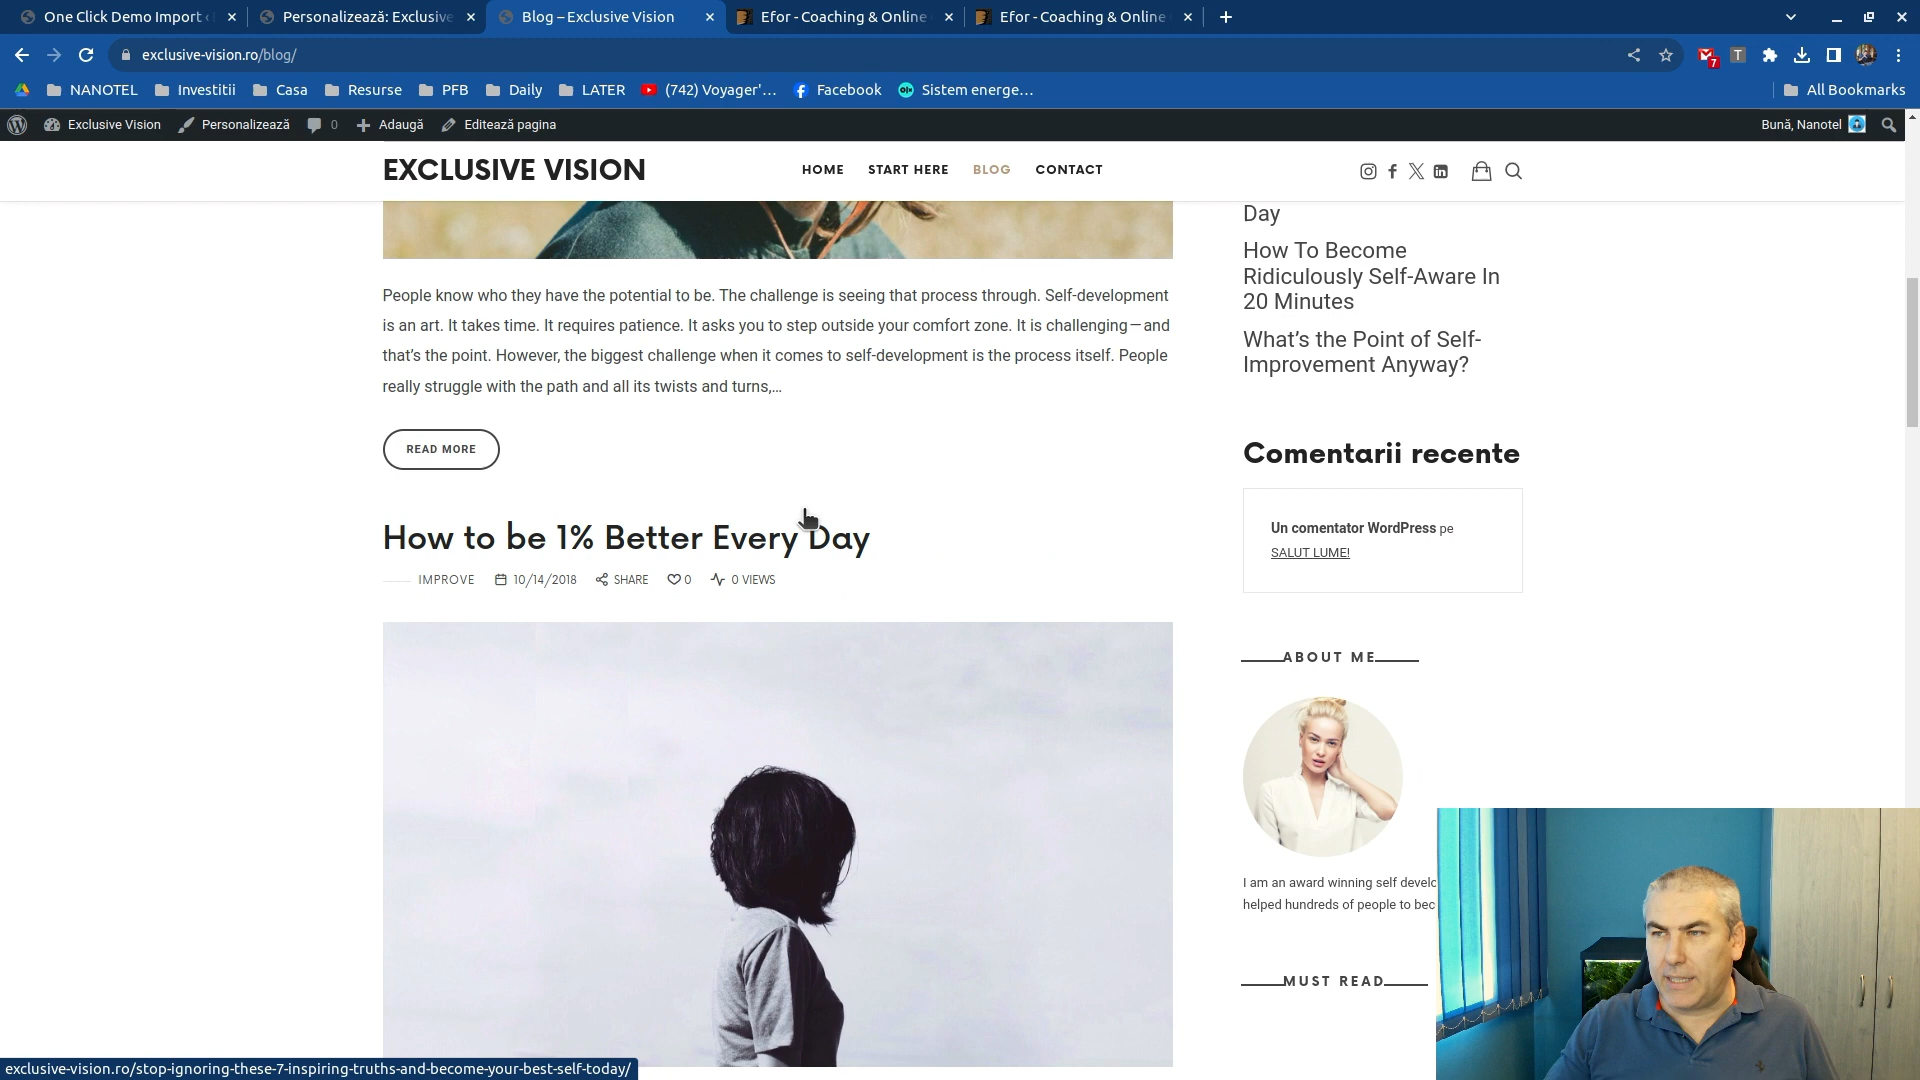 One Click Demo Import
Personalizează: Exclusive
Blog – Exclusive Vision
Efor - Coaching & Online
Efor - Coaching & Online
exclusive-vision.ro/blog/
7
NANOTEL
Investitii
Casa
Resurse
PFB
Daily
LATER
(742) Voyager'...
Facebook
Sistem energe...
All Bookmarks
Exclusive Vision
Personalizează
0
Adaugă
Editează pagina
Bună, Nanotel
EXCLUSIVE VISION
HOME
START HERE
BLOG
CONTACT
People know who they have the potential to be. The challenge is seeing that process through. Self-development
is an art. It takes time. It requires patience. It asks you to step outside your comfort zone. It is challenging—and
that’s the point. However, the biggest challenge when it comes to self-development is the process itself. People
really struggle with the path and all its twists and turns,…
READ MORE
How to be 1% Better Every Day
IMPROVE
10/14/2018
SHARE
0
0 VIEWS
Day
How To Become
Ridiculously Self-Aware In
20 Minutes
What’s the Point of Self-
Improvement Anyway?
Comentarii recente
Un comentator WordPress pe
SALUT LUME!
ABOUT ME
I am an award winning self develo
helped hundreds of people to bec
MUST READ
exclusive-vision.ro/stop-ignoring-these-7-inspiring-truths-and-become-your-best-self-today/